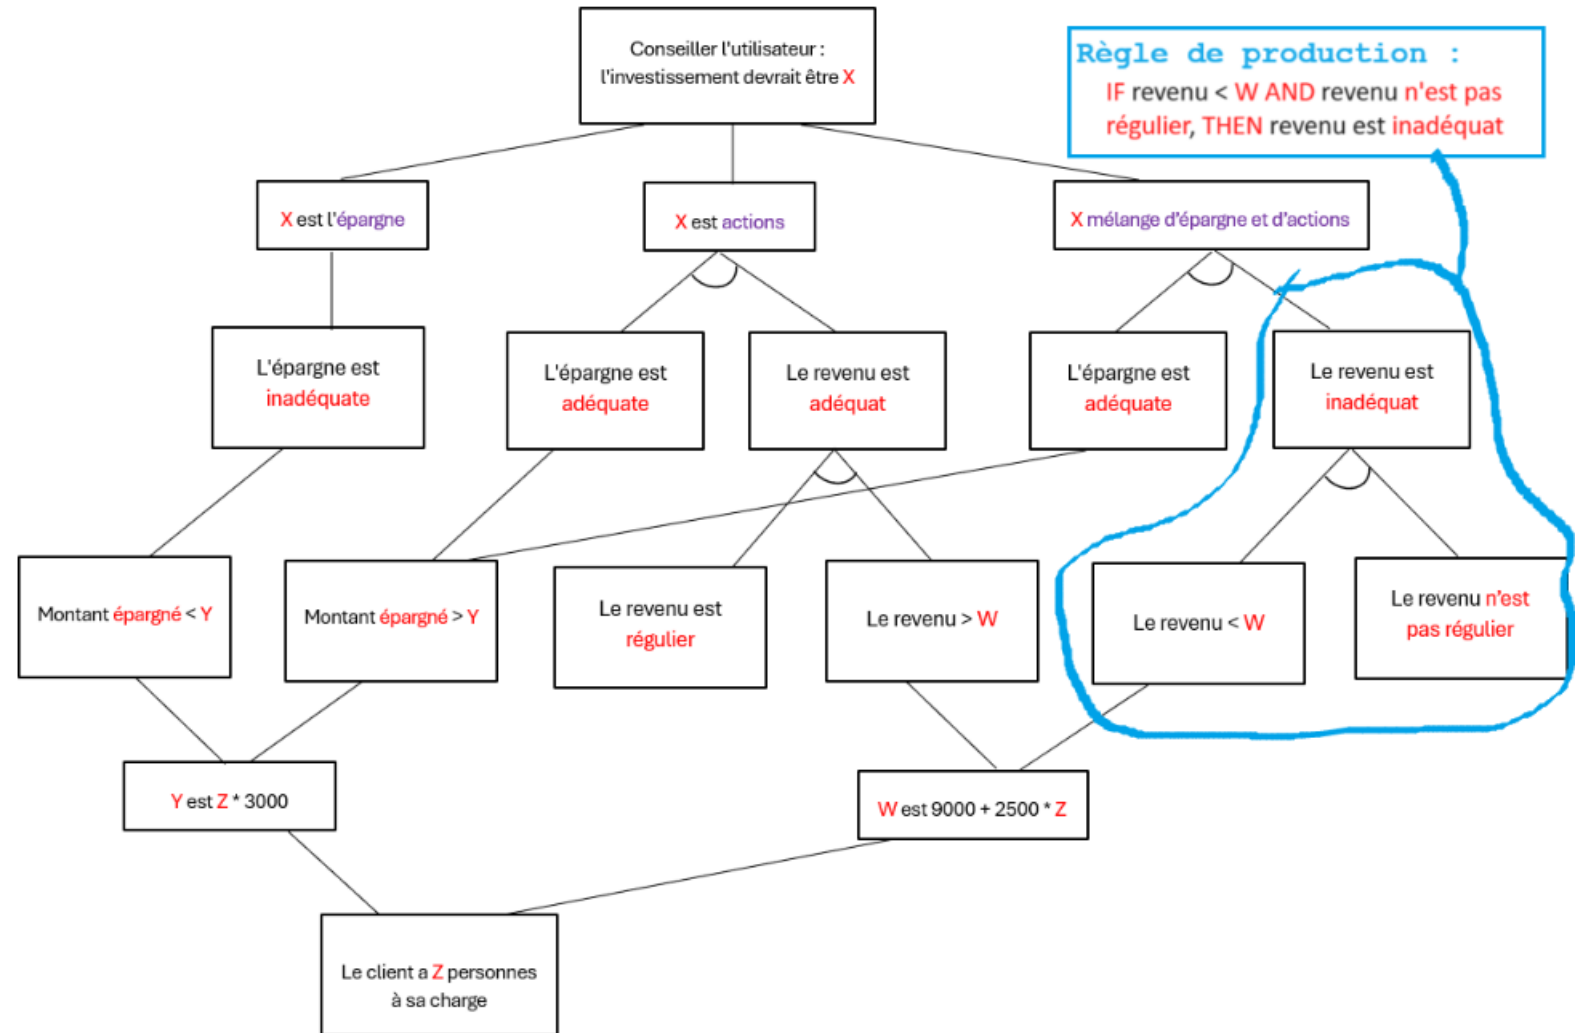 Conseiller l'utilisateur :
l'investissement devrait être X
Règle de production :
IF revenu < W AND revenu n'est pas
régulier, THEN revenu est inadéquat
X est l'épargne
X est actions
X mélange d'épargne et d'actions
L'épargne est
inadéquate
L'épargne est
adéquate
Le revenu est
adéquat
L'épargne est
adéquate
Le revenu est
inadéquat
Montant épargné < Y
Montant épargné > Y
Le revenu est
régulier
Le revenu > W
Le revenu < W
Le revenu n'est
pas régulier
Y est Z * 3000
W est 9000 + 2500 * Z
Le client a Z personnes
à sa charge